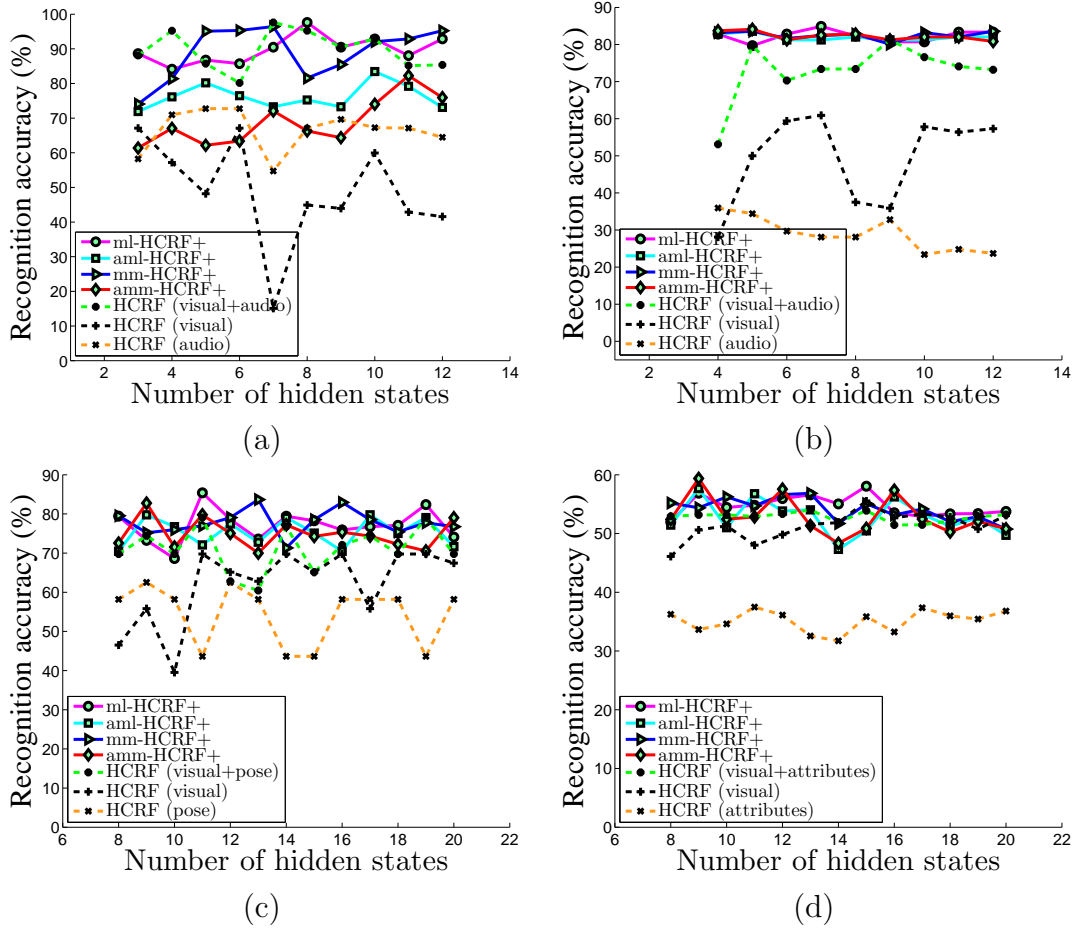 100
90
80
70
60
50
40
30
20
10
0
2 4 6 8 10 12 14
Recognition accuracy (%)
Number of hidden states
ml-HCRF+
aml-HCRF+
mm-HCRF+
amm-HCRF+
HCRF (visual+audio)
HCRF (visual)
HCRF (audio)
(a)
90
80
70
60
50
40
30
20
10
0
2 4 6 8 10 12 14
Recognition accuracy (%)
Number of hidden states
ml-HCRF+
aml-HCRF+
mm-HCRF+
amm-HCRF+
HCRF (visual+audio)
HCRF (visual)
HCRF (audio)
(b)
90
80
70
60
50
40
30
20
10
0
6 8 10 12 14 16 18 20 22
Recognition accuracy (%)
Number of hidden states
ml-HCRF+
aml-HCRF+
mm-HCRF+
amm-HCRF+
HCRF (visual+pose)
HCRF (visual)
HCRF (pose)
(c)
60
50
40
30
20
10
0
6 8 10 12 14 16 18 20 22
Recognition accuracy (%)
Number of hidden states
ml-HCRF+
aml-HCRF+
mm-HCRF+
amm-HCRF+
HCRF (visual+attributes)
HCRF (visual)
HCRF (attributes)
(d)